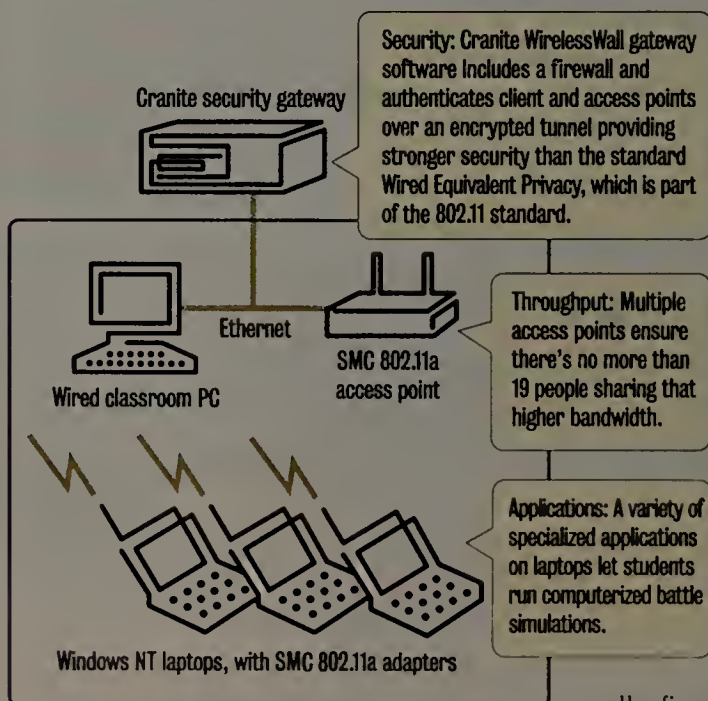 Security: Cranite WirelessWall gateway
software includes a firewall and
authenticates client and access points
over an encrypted tunnel providing
stronger security than the standard
Wired Equivalent Privacy, which is part
of the 802.11 standard.
Cranite security gateway
Ethernet
Wired classroom PC
SMC 802.11a
access point
Throughput: Multiple
access points ensure
there's no more than
19 people sharing that
higher bandwidth.
Applications: A variety of
specialized applications
on laptops let students
run computerized battle
simulations.
Windows NT laptops, with SMC 802.11a adapters